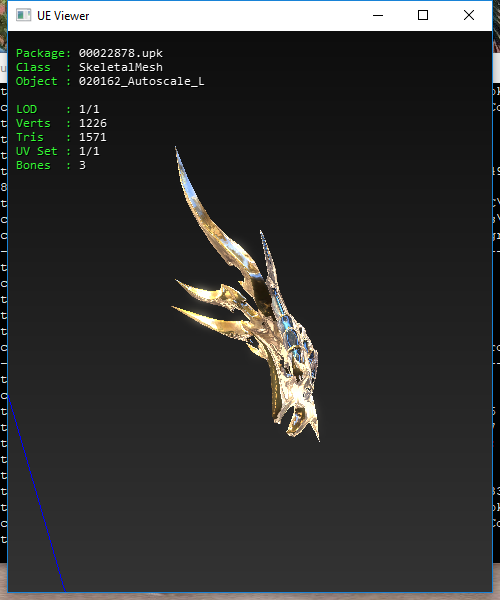 UE Viewer
Package: 00022878.upk
Class : SkeletalMesh
Object : 020162_Autoscale_L
LOD : 1/1
Verts : 1226
Tris : 1571
UV Set : 1/1
Bones : 3